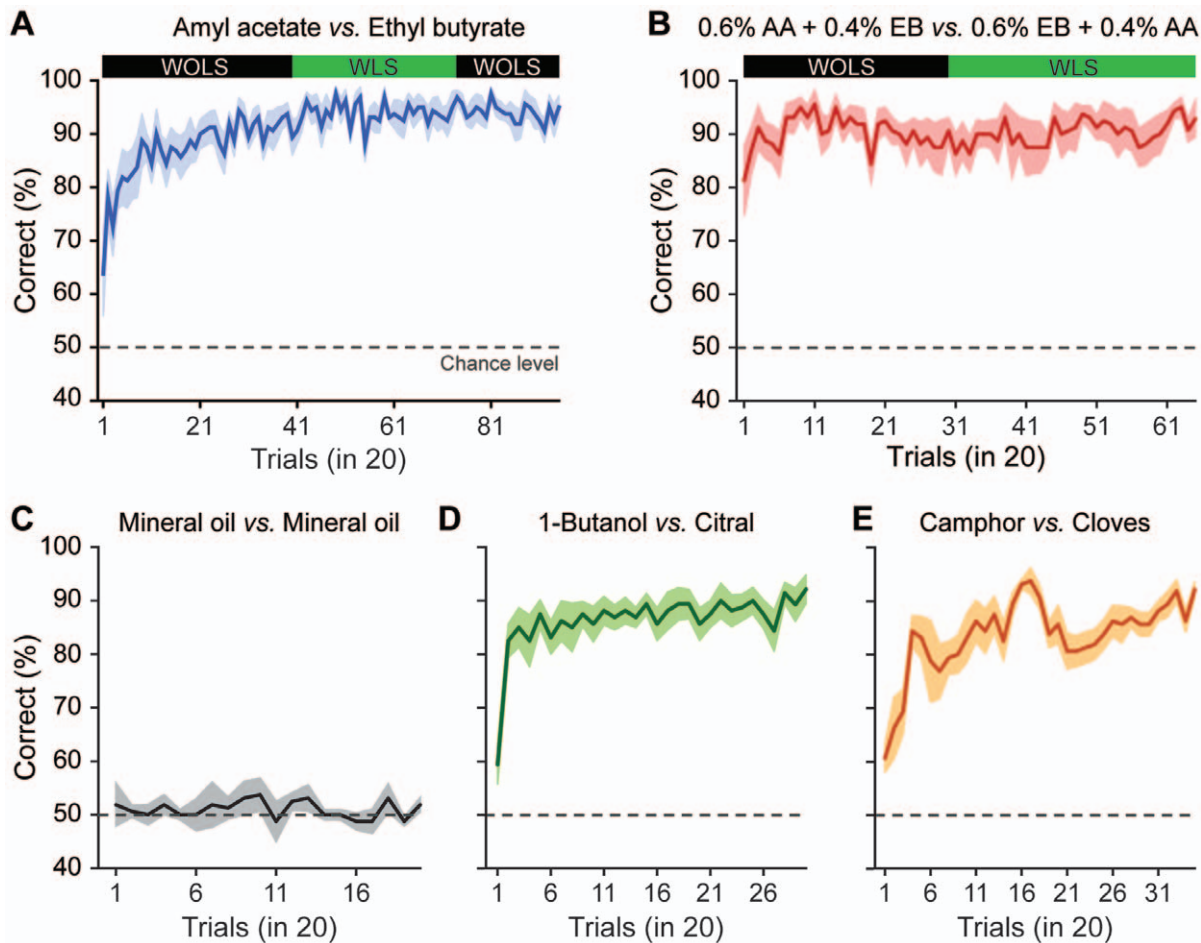 A
Amyl acetate vs. Ethyl butyrate
WOLS WLS WOLS
100
90
80
70
60
50
40
Correct (%)
Chance level
1 21 41 61 81
Trials (in 20)
B
0.6% AA + 0.4% EB vs. 0.6% EB + 0.4% AA
WOLS WLS
100
90
80
70
60
50
40
Correct (%)
1 11 21 31 41 51 61
Trials (in 20)
C
Mineral oil vs. Mineral oil
100
90
80
70
60
50
40
Correct (%)
1 6 11 16
Trials (in 20)
D
1-Butanol vs. Citral
1 6 11 16 21 26
Trials (in 20)
E
Camphor vs. Cloves
1 6 11 16 21 26 31
Trials (in 20)